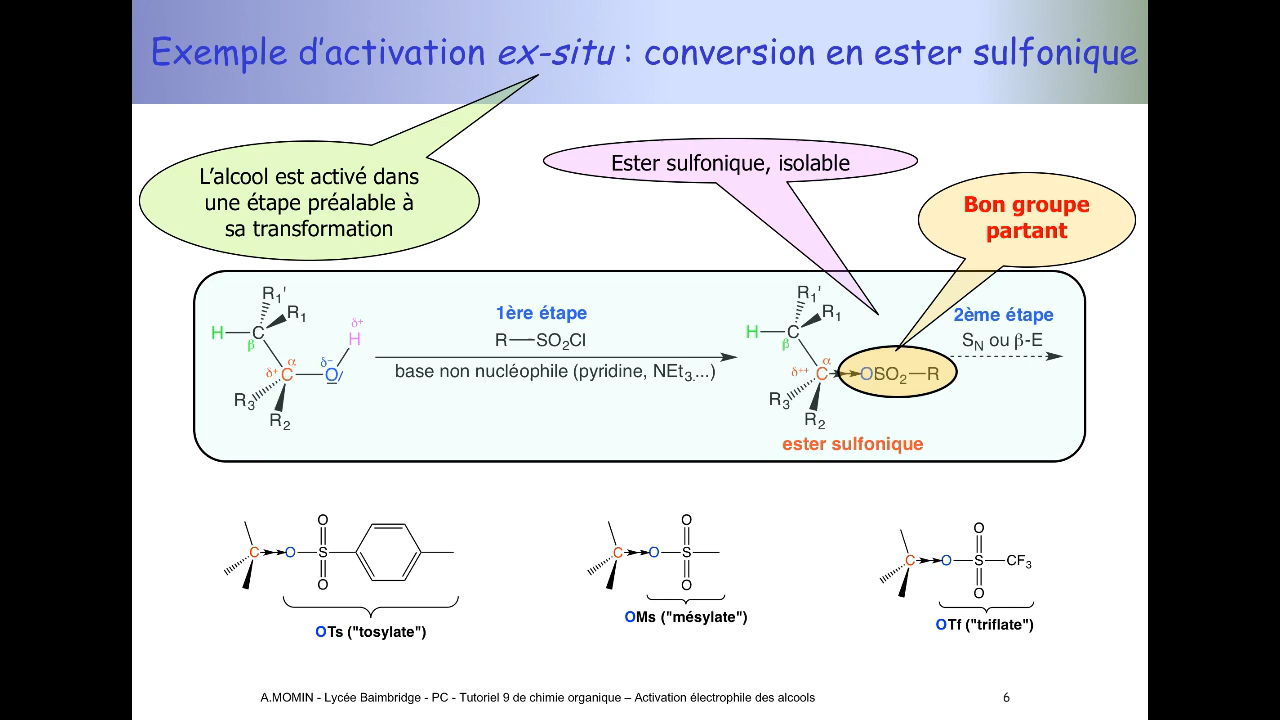 Exemple d'activation ex-situ : conversion en ester sulfonique
L'alcool est activé dans
une étape préalable à
sa transformation
Ester sulfonique, isolable
Bon groupe
partant
R₁'
R₁
H
C
β
δ⁺
H
α
δ⁺
C
δ⁻
O
R₃
R₂
1ère étape
R—SO₂Cl
base non nucléophile (pyridine, NEt₃....)
R₁'
R₁
H
C
β
α
δ⁺⁺
C
OSO₂—R
R₃
R₂
ester sulfonique
2ème étape
S_N ou β-E
O
C O S
O
OTs ("tosylate")
O
C O S
O
OMs ("mésylate")
O
C O S CF₃
O
OTf ("triflate")
A.MOMIN - Lycée Baimbridge - PC - Tutoriel 9 de chimie organique – Activation électrophile des alcools
6